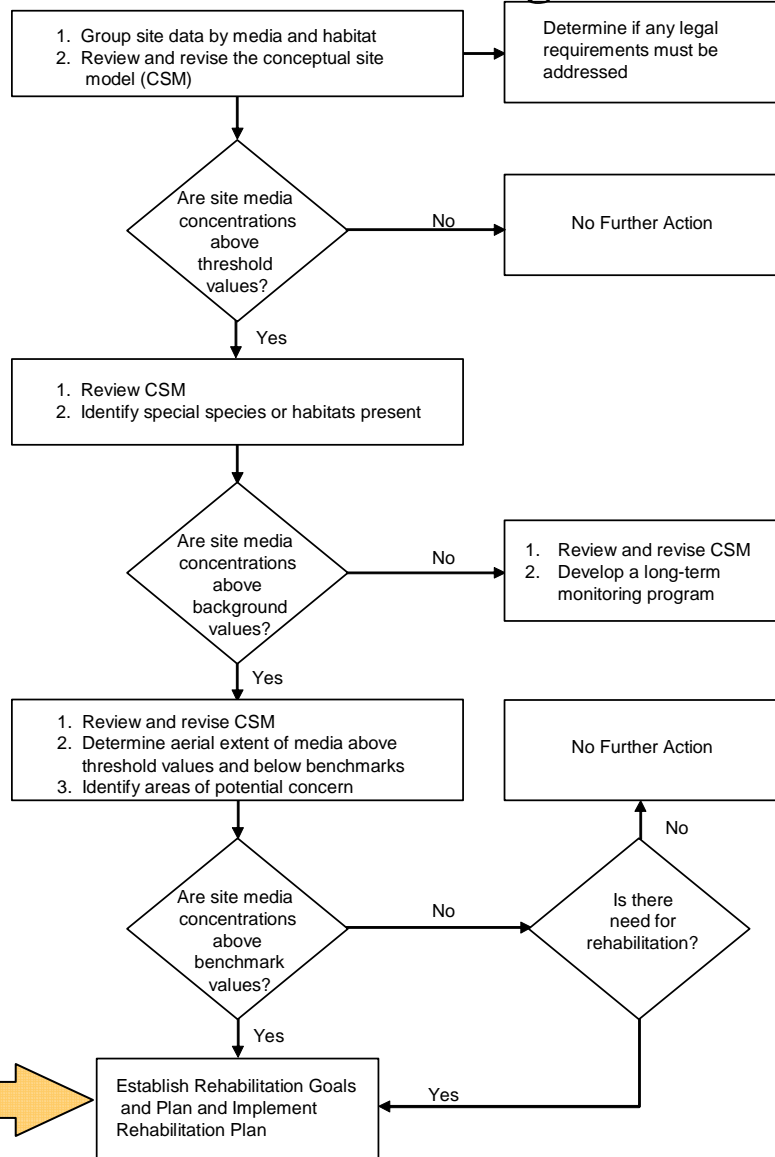 1. Group site data by media and habitat
2. Review and revise the conceptual site
model (CSM)
Determine if any legal
requirements must be
addressed
Are site media
concentrations
above
threshold
values?
No
No Further Action
Yes
1. Review CSM
2. Identify special species or habitats present
Are site media
concentrations
above
background
values?
No
1. Review and revise CSM
2. Develop a long-term
monitoring program
Yes
1. Review and revise CSM
2. Determine aerial extent of media above
threshold values and below benchmarks
3. Identify areas of potential concern
No Further Action
No
Are site media
concentrations
above
benchmark
values?
No
Is there
need for
rehabilitation?
Yes
Establish Rehabilitation Goals
and Plan and Implement
Rehabilitation Plan
Yes